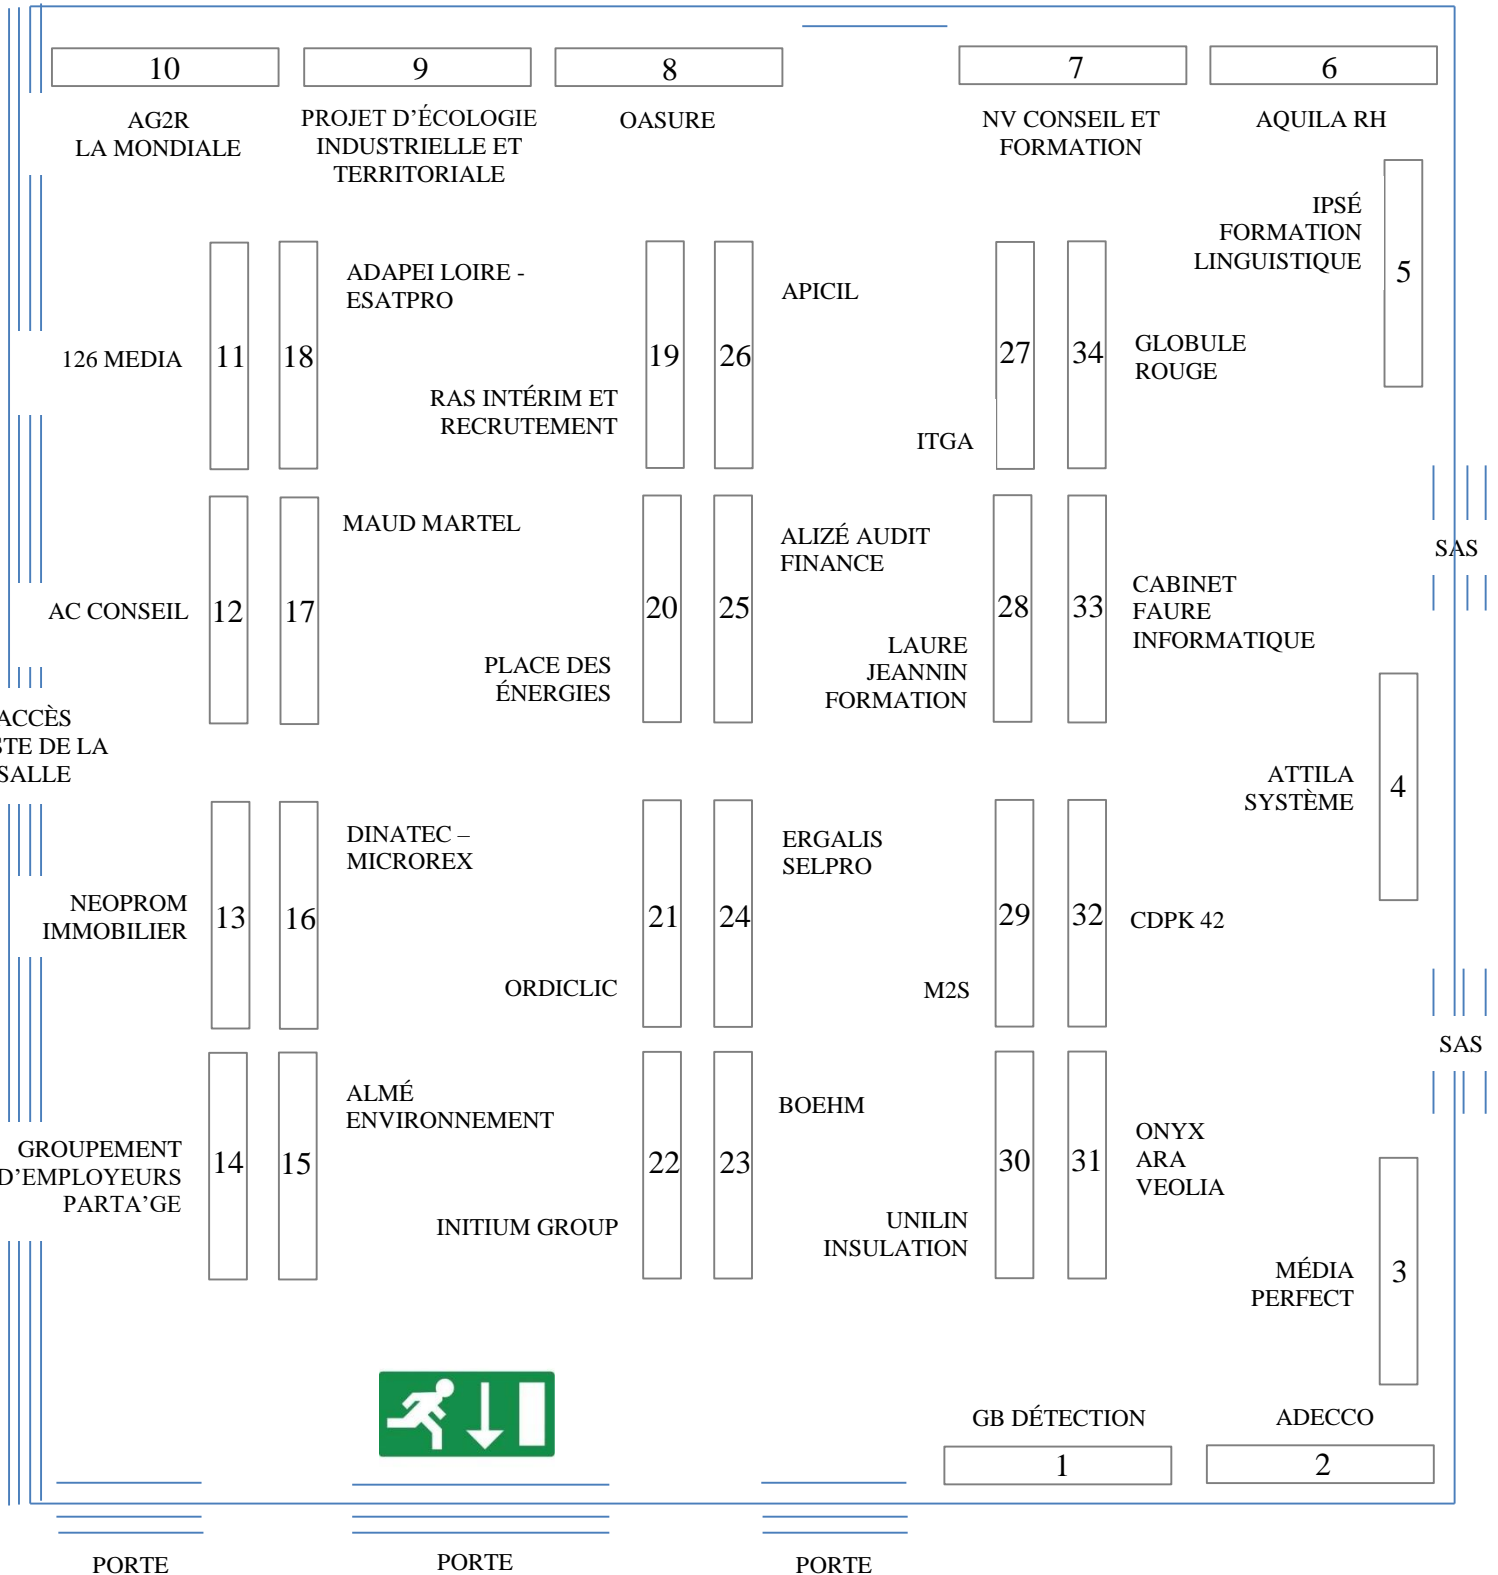 10
9
8
7
6
AG2R
LA MONDIALE
PROJET D’ÉCOLOGIE
INDUSTRIELLE ET
TERRITORIALE
OASURE
NV CONSEIL ET
FORMATION
AQUILA RH
IPSÉ
FORMATION
LINGUISTIQUE
5
126 MEDIA
11
18
ADAPEI LOIRE -
ESATPRO
RAS INTÉRIM ET
RECRUTEMENT
19
26
APICIL
ITGA
27
34
GLOBULE
ROUGE
AC CONSEIL
12
17
MAUD MARTEL
PLACE DES
ÉNERGIES
20
25
ALIZÉ AUDIT
FINANCE
LAURE
JEANNIN
FORMATION
28
33
CABINET
FAURE
INFORMATIQUE
SAS
ACCÈS
STE DE LA
SALLE
ATTILA
SYSTÈME
4
NEOPROM
IMMOBILIER
13
16
DINATEC –
MICROREX
ORDICLIC
21
24
ERGALIS
SELPRO
M2S
29
32
CDPK 42
SAS
GROUPEMENT
D’EMPLOYEURS
PARTA’GE
14
15
ALMÉ
ENVIRONNEMENT
INITIUM GROUP
22
23
BOEHM
UNILIN
INSULATION
30
31
ONYX
ARA
VEOLIA
MÉDIA
PERFECT
3
GB DÉTECTION
ADECCO
1
2
PORTE
PORTE
PORTE